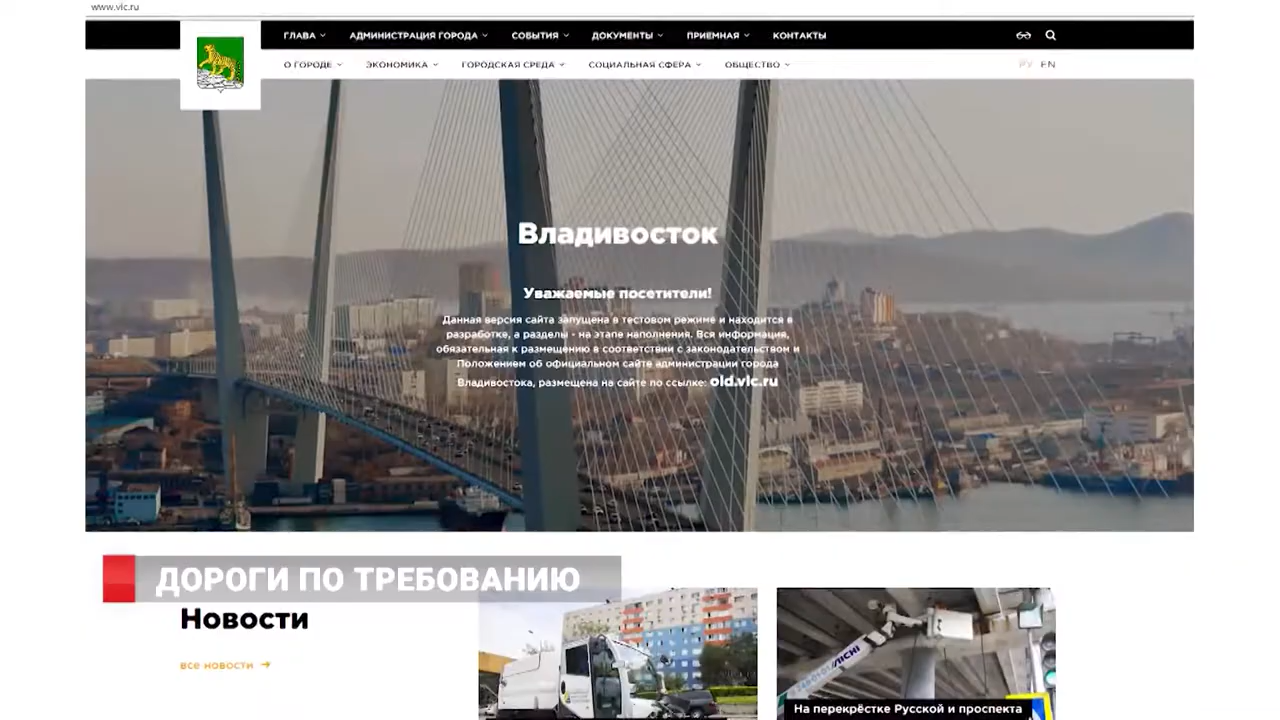 www.vlc.ru
ГЛАВА АДМИНИСТРАЦИЯ ГОРОДА СОБЫТИЯ ДОКУМЕНТЫ ПРИЕМНАЯ КОНТАКТЫ
О ГОРОДЕ ЭКОНОМИКА ГОРОДСКАЯ СРЕДА СОЦИАЛЬНАЯ СФЕРА ОБЩЕСТВО РУ EN
Владивосток
Уважаемые посетители!
Данная версия сайта запущена в тестовом режиме и находится в
разработке, а разделы - на этапе наполнения. Вся информация,
обязательная к размещению в соответствии с законодательством и
Положением об официальном сайте администрации города
Владивостока, размещена на сайте по ссылке: old.vlc.ru
ДОРОГИ ПО ТРЕБОВАНИЮ
Новости
все новости
AICHI
На перекрёстке Русской и проспекта